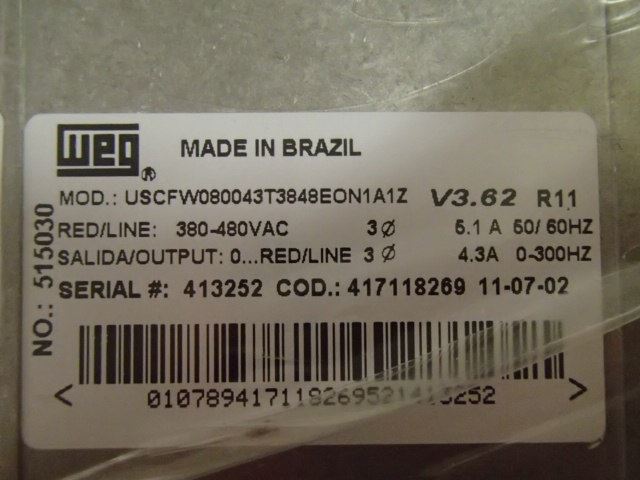 weg® MADE IN BRAZIL
MOD.: USCFW080043T3848EON1A1Z V3.62 R11
RED/LINE: 380-480VAC 3Ø 5.1 A 50/ 60HZ
SALIDA/OUTPUT: 0...RED/LINE 3 Ø 4.3A 0-300HZ
SERIAL #: 413252 COD.: 417118269 11-07-02
NO.: 515030
< >